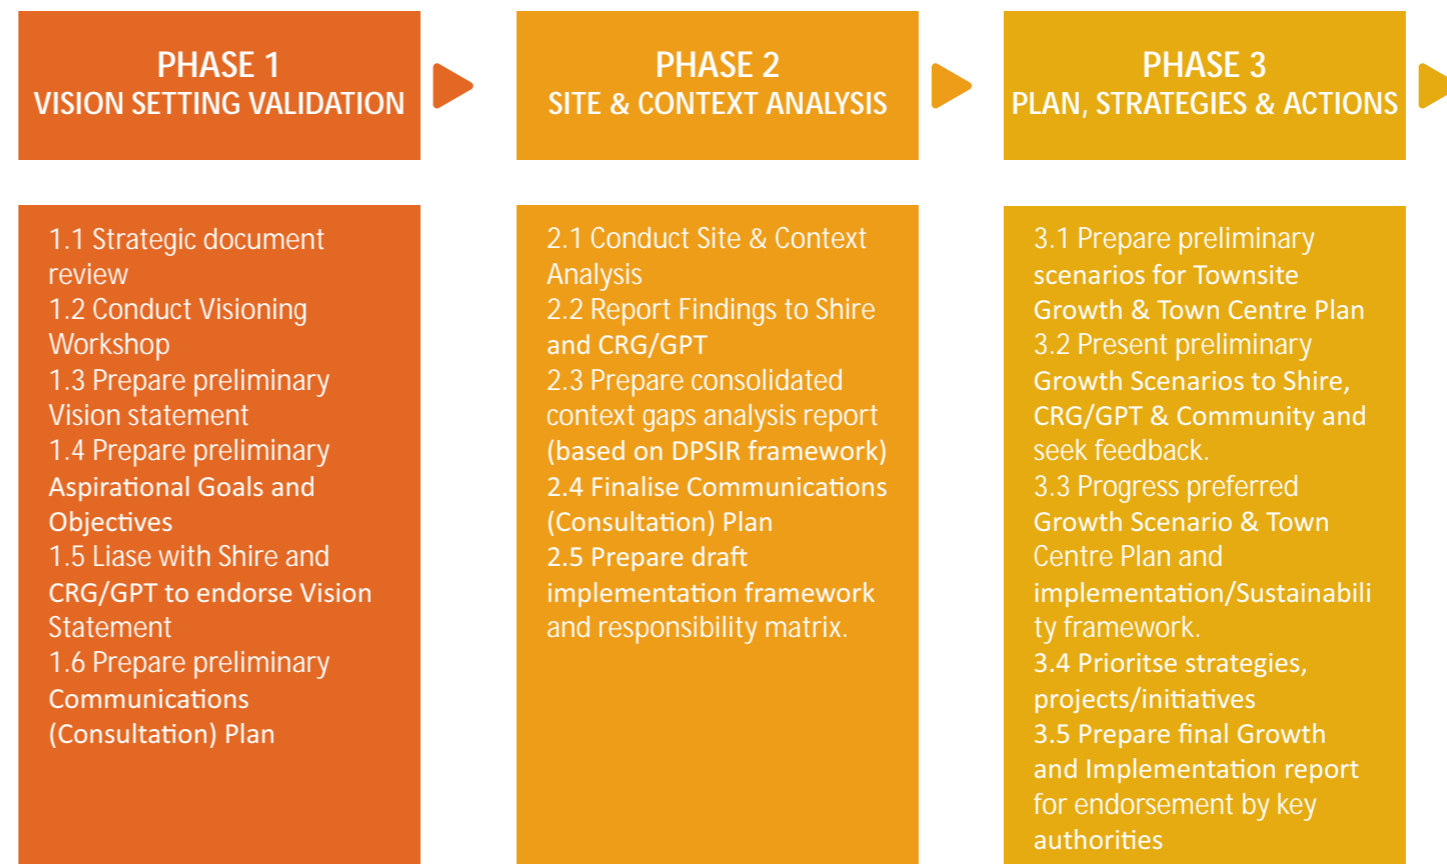 PHASE 1
VISION SETTING VALIDATION
PHASE 2
SITE & CONTEXT ANALYSIS
PHASE 3
PLAN, STRATEGIES & ACTIONS
1.1 Strategic document
review
1.2 Conduct Visioning
Workshop
1.3 Prepare preliminary
Vision statement
1.4 Prepare preliminary
Aspirational Goals and
Objectives
1.5 Liase with Shire and
CRG/GPT to endorse Vision
Statement
1.6 Prepare preliminary
Communications
(Consultation) Plan
2.1 Conduct Site & Context
Analysis
2.2 Report Findings to Shire
and CRG/GPT
2.3 Prepare consolidated
context gaps analysis report
(based on DPSIR framework)
2.4 Finalise Communications
(Consultation) Plan
2.5 Prepare draft
implementation framework
and responsibility matrix.
3.1 Prepare preliminary
scenarios for Townsite
Growth & Town Centre Plan
3.2 Present preliminary
Growth Scenarios to Shire,
CRG/GPT & Community and
seek feedback.
3.3 Progress preferred
Growth Scenario & Town
Centre Plan and
implementation/Sustainabili
ty framework.
3.4 Prioritse strategies,
projects/initiatives
3.5 Prepare final Growth
and Implementation report
for endorsement by key
authorities